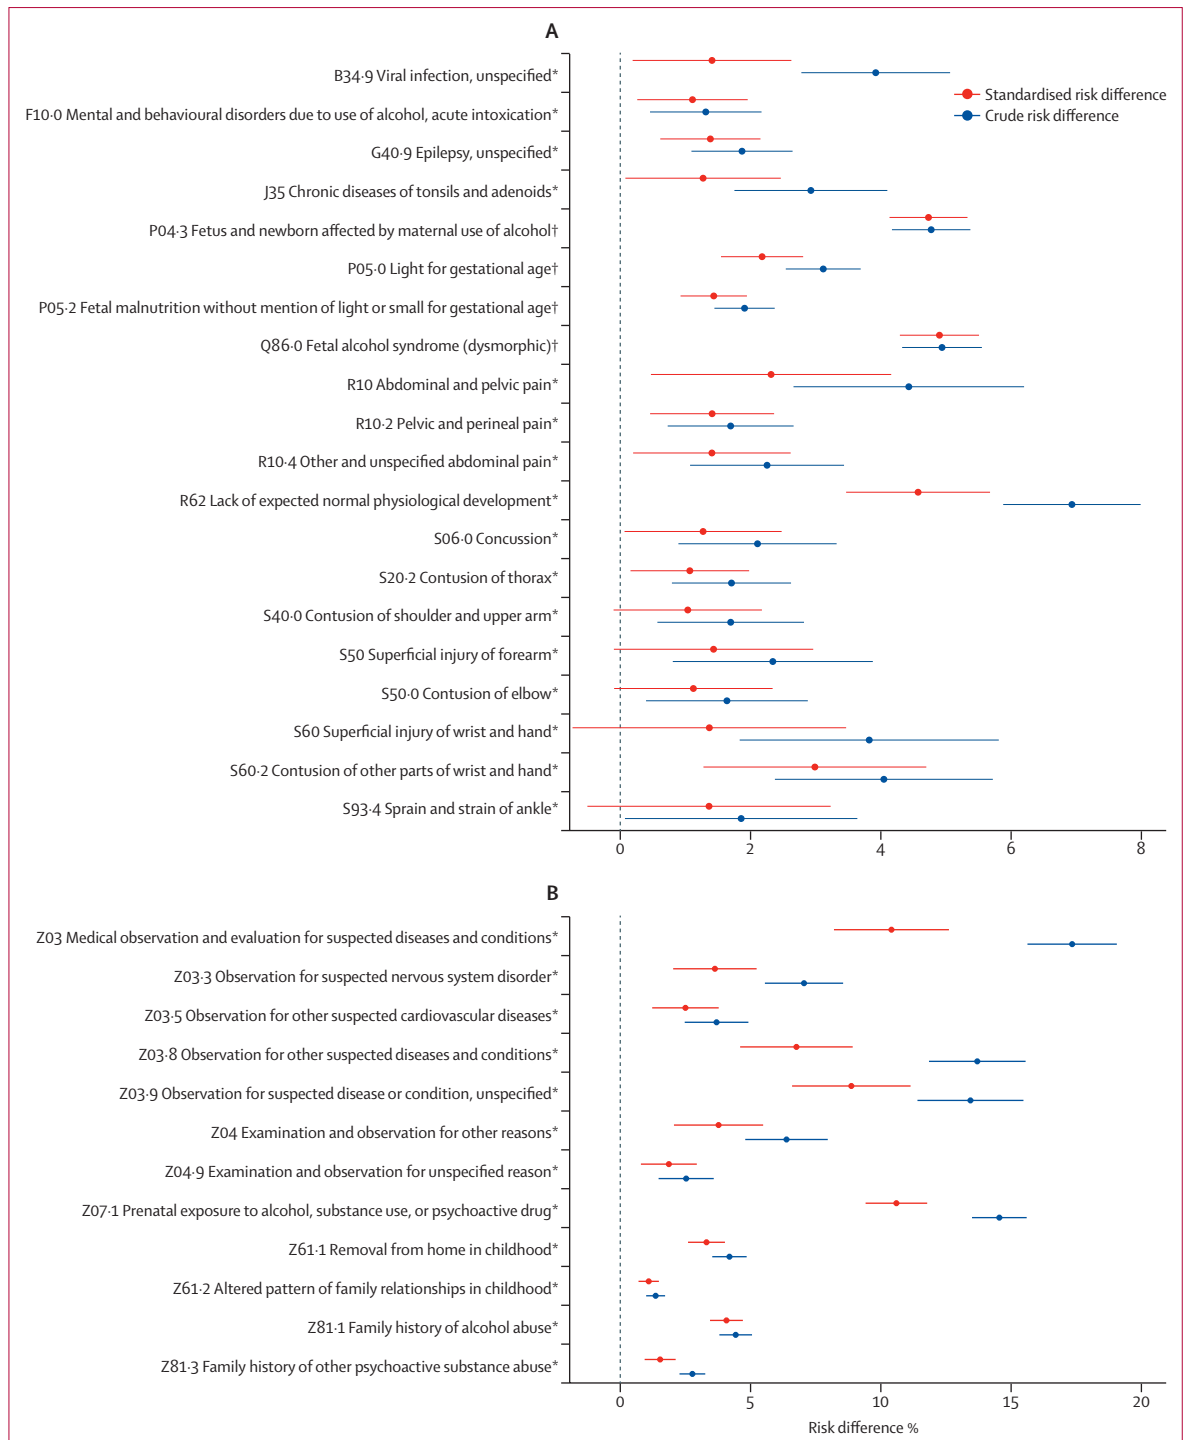 A
B34·9 Viral infection, unspecified*
Standardised risk difference
Crude risk difference
F10·0 Mental and behavioural disorders due to use of alcohol, acute intoxication*
G40·9 Epilepsy, unspecified*
J35 Chronic diseases of tonsils and adenoids*
P04·3 Fetus and newborn affected by maternal use of alcohol†
P05·0 Light for gestational age†
P05·2 Fetal malnutrition without mention of light or small for gestational age†
Q86·0 Fetal alcohol syndrome (dysmorphic)†
R10 Abdominal and pelvic pain*
R10·2 Pelvic and perineal pain*
R10·4 Other and unspecified abdominal pain*
R62 Lack of expected normal physiological development*
S06·0 Concussion*
S20·2 Contusion of thorax*
S40·0 Contusion of shoulder and upper arm*
S50 Superficial injury of forearm*
S50·0 Contusion of elbow*
S60 Superficial injury of wrist and hand*
S60·2 Contusion of other parts of wrist and hand*
S93·4 Sprain and strain of ankle*
0 2 4 6 8
B
Z03 Medical observation and evaluation for suspected diseases and conditions*
Z03·3 Observation for suspected nervous system disorder*
Z03·5 Observation for other suspected cardiovascular diseases*
Z03·8 Observation for other suspected diseases and conditions*
Z03·9 Observation for suspected disease or condition, unspecified*
Z04 Examination and observation for other reasons*
Z04·9 Examination and observation for unspecified reason*
Z07·1 Prenatal exposure to alcohol, substance use, or psychoactive drug*
Z61·1 Removal from home in childhood*
Z61·2 Altered pattern of family relationships in childhood*
Z81·1 Family history of alcohol abuse*
Z81·3 Family history of other psychoactive substance abuse*
0 5 10 15 20
Risk difference %